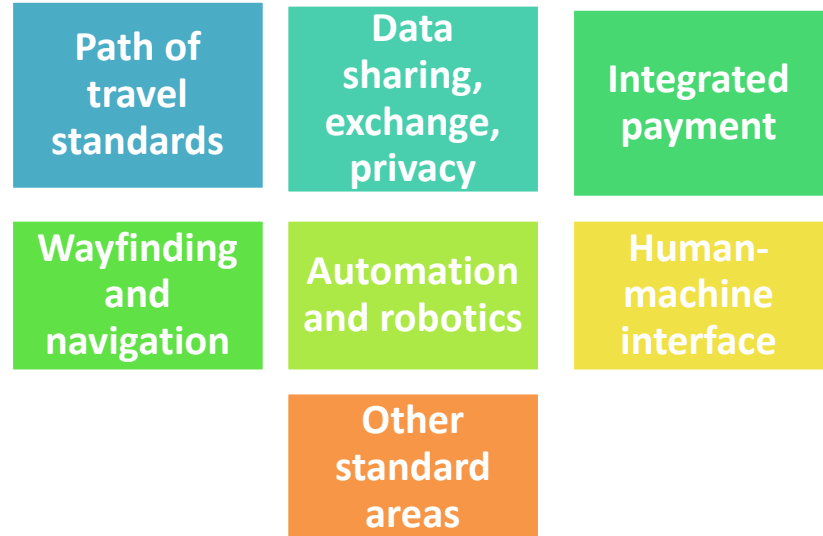 Path of
travel
standards
Data
sharing,
exchange,
privacy
Integrated
payment
Wayfinding
and
navigation
Automation
and robotics
Human-
machine
interface
Other
standard
areas